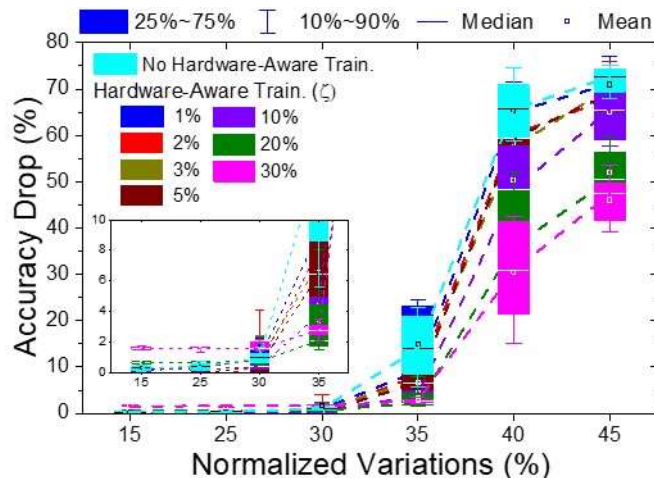 25%~75% 10%~90% Median Mean
No Hardware-Aware Train.
Hardware-Aware Train. (ζ)
1% 10%
2% 20%
3% 30%
5%
Accuracy Drop (%)
80
70
60
50
40
30
20
10
0
10
8
6
4
2
0
15 25 30 35
15 25 30 35 40 45
Normalized Variations (%)